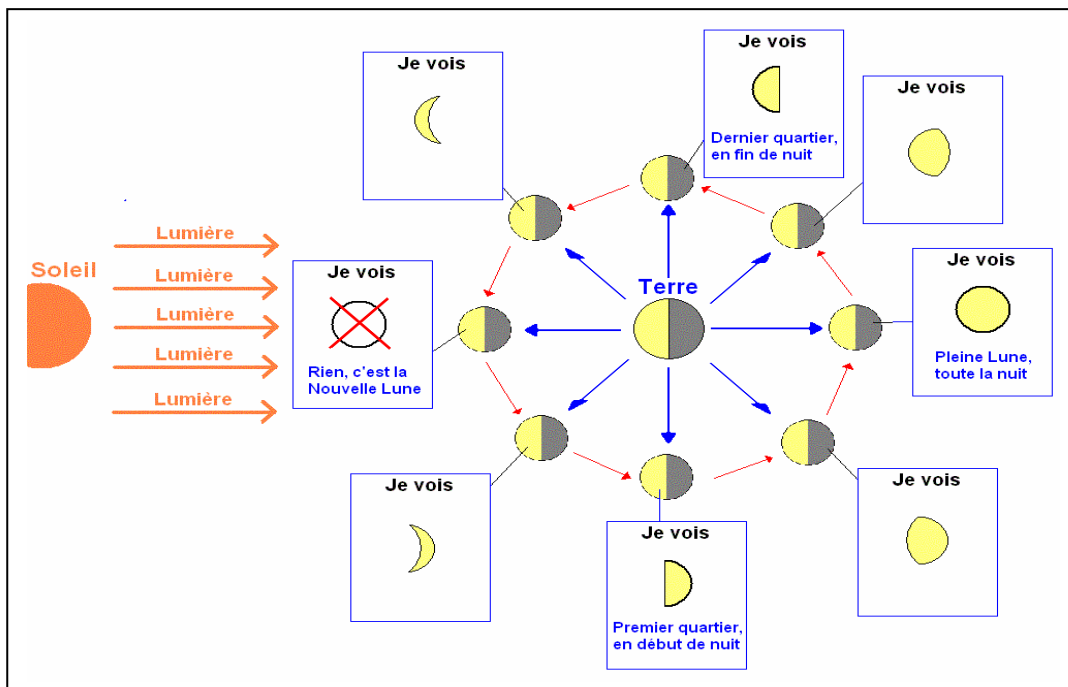 Je vois
Je vois
Dernier quartier,
en fin de nuit
Je vois
Lumière
Soleil
Lumière
Lumière
Lumière
Lumière
Je vois
Rien, c'est la
Nouvelle Lune
Terre
Je vois
Pleine Lune,
toute la nuit
Je vois
Je vois
Premier quartier,
en début de nuit
Je vois